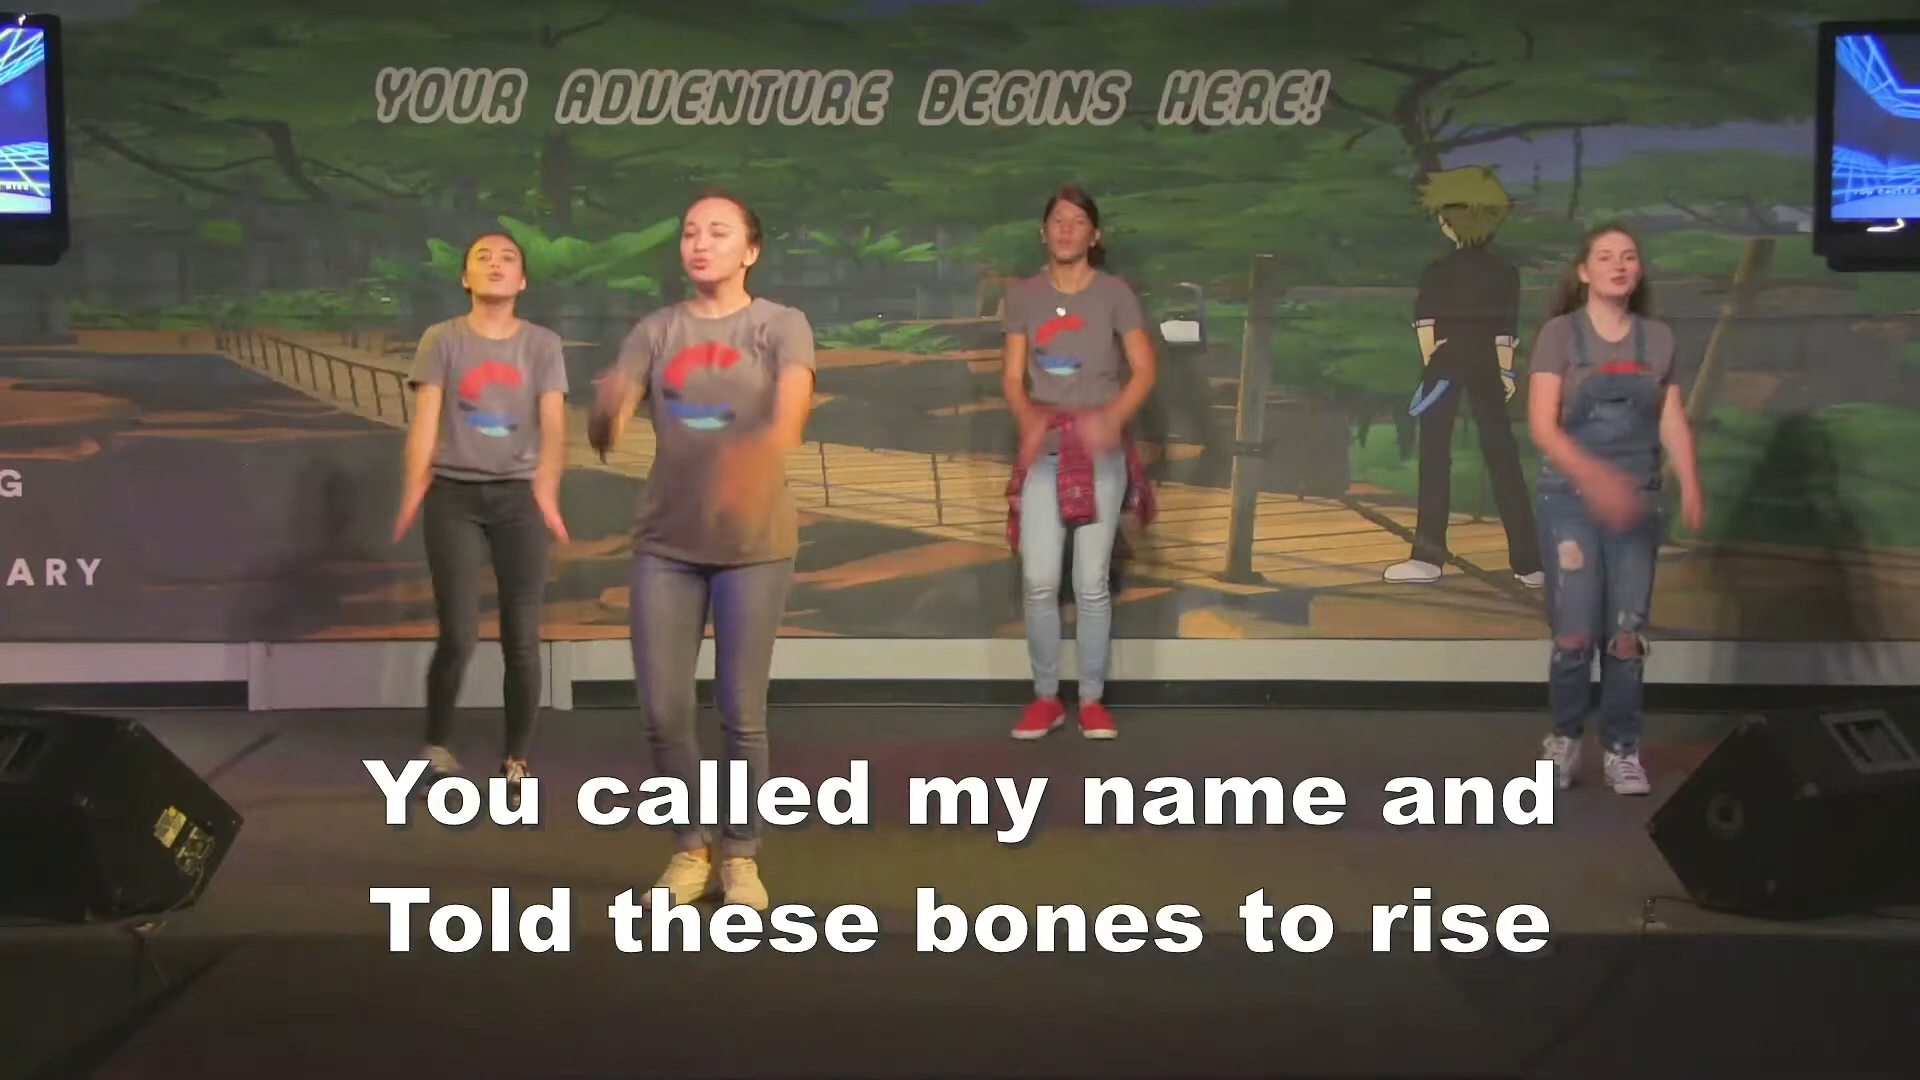 YOUR ADVENTURE BEGINS HERE!
G
ARY
You called my name and
Told these bones to rise